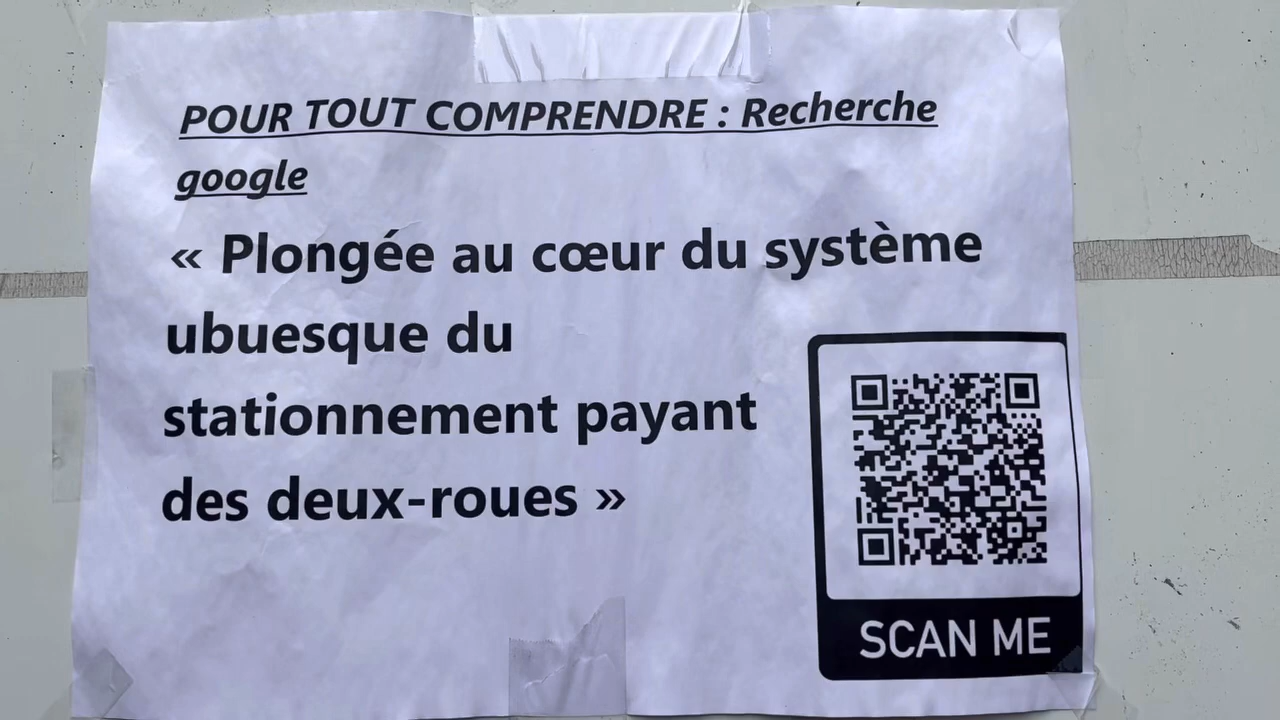 POUR TOUT COMPRENDRE : Recherche
google
« Plongée au cœur du système
ubuesque du
stationnement payant
des deux-roues »
SCAN ME